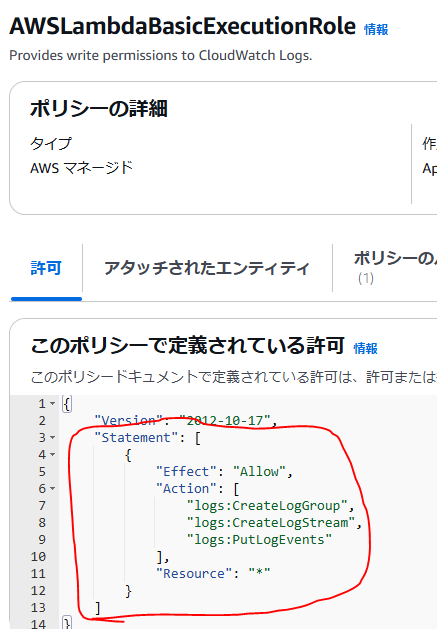 AWSLambdaBasicExecutionRole 情報
Provides write permissions to CloudWatch Logs.
ポリシーの詳細
タイプ
AWS マネージド
作
Ap
許可
アタッチされたエンティティ
ポリシーの
(1)
このポリシーで定義されている許可 情報
このポリシードキュメントで定義されている許可は、許可または
1 {
2 "Version": "2012-10-17",
3 "Statement": [
4 {
5 "Effect": "Allow",
6 "Action": [
7 "logs:CreateLogGroup",
8 "logs:CreateLogStream",
9 "logs:PutLogEvents"
10 ],
11 "Resource": "*"
12 }
13 ]
14 }